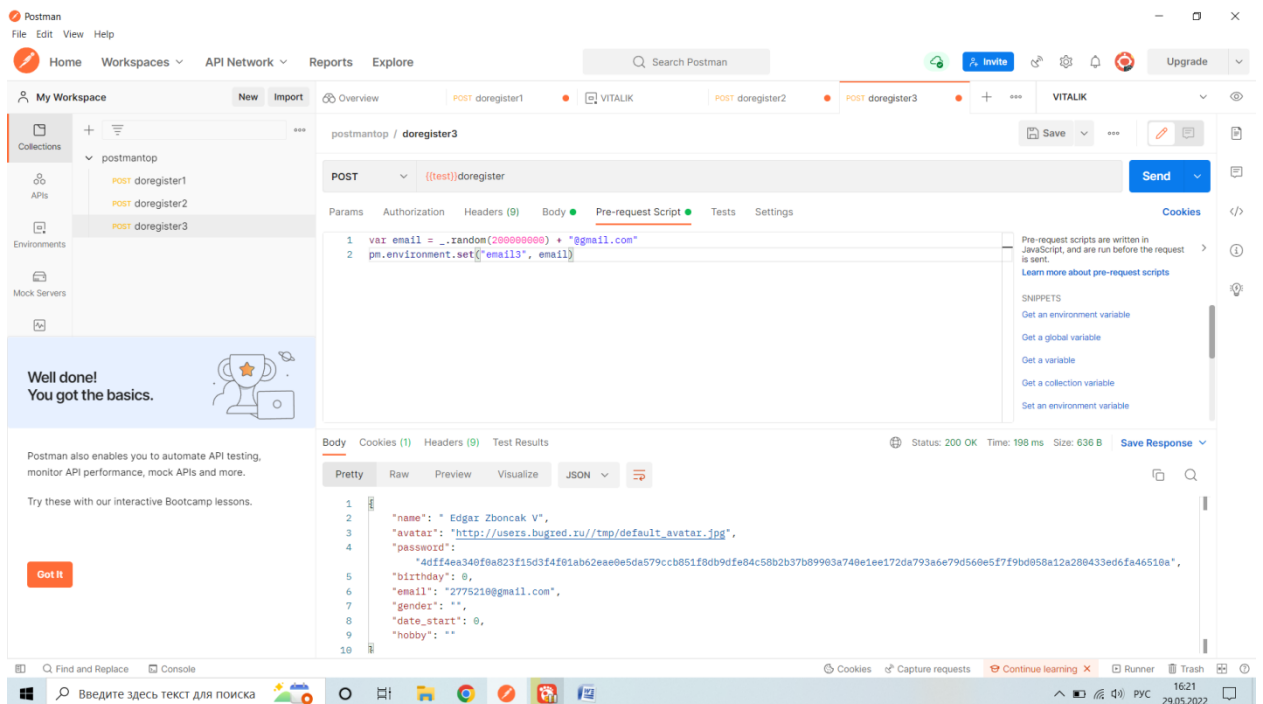 Postman
File Edit View Help
Home Workspaces API Network Reports Explore
Search Postman
Invite
Upgrade
My Workspace
New Import
Overview
POST doregister1
VITALIK
POST doregister2
POST doregister3
VITALIK
Collections
APIs
Environments
Mock Servers
postmantop
POST doregister1
POST doregister2
POST doregister3
postmantop / doregister3
Save
POST
{{test}}doregister
Send
Params Authorization Headers (9) Body Pre-request Script Tests Settings
Cookies
1 var email = _.random(200000000) + "@gmail.com"
2 pm.environment.set("email3", email)
Pre-request scripts are written in
JavaScript, and are run before the request
is sent.
Learn more about pre-request scripts
SNIPPETS
Get an environment variable
Get a global variable
Get a variable
Get a collection variable
Set an environment variable
Well done!
You got the basics.
Postman also enables you to automate API testing,
monitor API performance, mock APIs and more.
Try these with our interactive Bootcamp lessons.
Got It
Body Cookies (1) Headers (9) Test Results
Status: 200 OK Time: 198 ms Size: 636 B Save Response
Pretty Raw Preview Visualize JSON
1 {
2 "name": " Edgar Zboncak V",
3 "avatar": "http://users.bugred.ru//tmp/default_avatar.jpg",
4 "password":
"4dff4ea340f0a823f15d3f4f01ab62eae0e5da579ccb851f8db9dfe84c58b2b37b89903a740e1ee172da793a6e79d560e5f7f9bd058a12a280433ed6fa46510a",
5 "birthday": 0,
6 "email": "2775210@gmail.com",
7 "gender": "",
8 "date_start": 0,
9 "hobby": ""
10 }
Find and Replace Console
Cookies Capture requests Continue learning Runner Trash
Введите здесь текст для поиска
РУС
16:21
29.05.2022